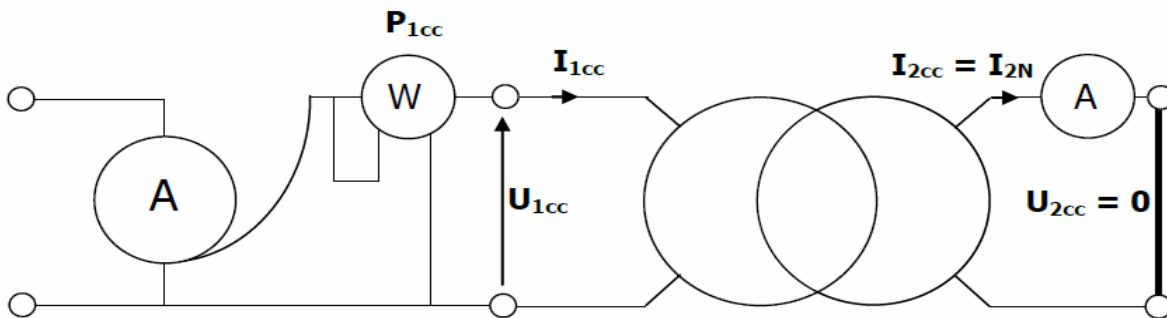 P1cc
W
I1cc
I2cc = I2N
A
A
U1cc
U2cc = 0